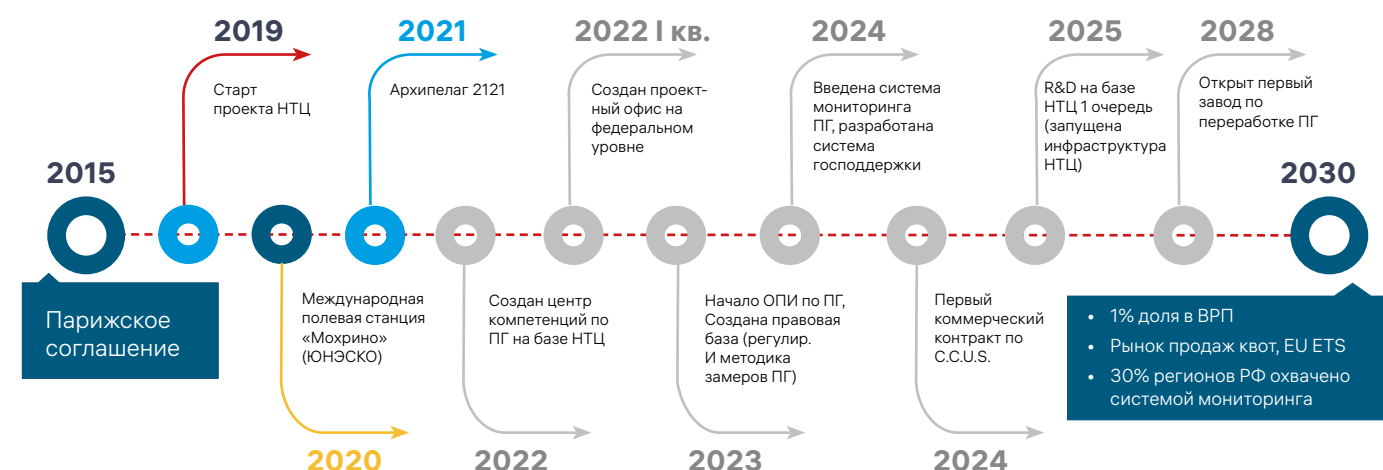 2019
2021
2022 I кв.
2024
2025
2028
Старт
проекта НТЦ
Архипелаг 2121
Создан проект-
ный офис на
федеральном
уровне
Введена система
мониторинга
ПГ, разработана
система
господдержки
R&D на базе
НТЦ 1 очередь
(запущена
инфраструктура
НТЦ)
Открыт первый
завод по
переработке ПГ
2015
2030
Парижское
соглашение
Международная
полевая станция
«Мохрино»
(ЮНЭСКО)
Создан центр
компетенций по
ПГ на базе НТЦ
Начало ОПИ по ПГ,
Создана правовая
база (регулир.
И методика
замеров ПГ)
Первый
коммерческий
контракт по
C.C.U.S.
• 1% доля в ВРП
• Рынок продаж квот, EU ETS
• 30% регионов РФ охвачено
системой мониторинга
2020
2022
2023
2024